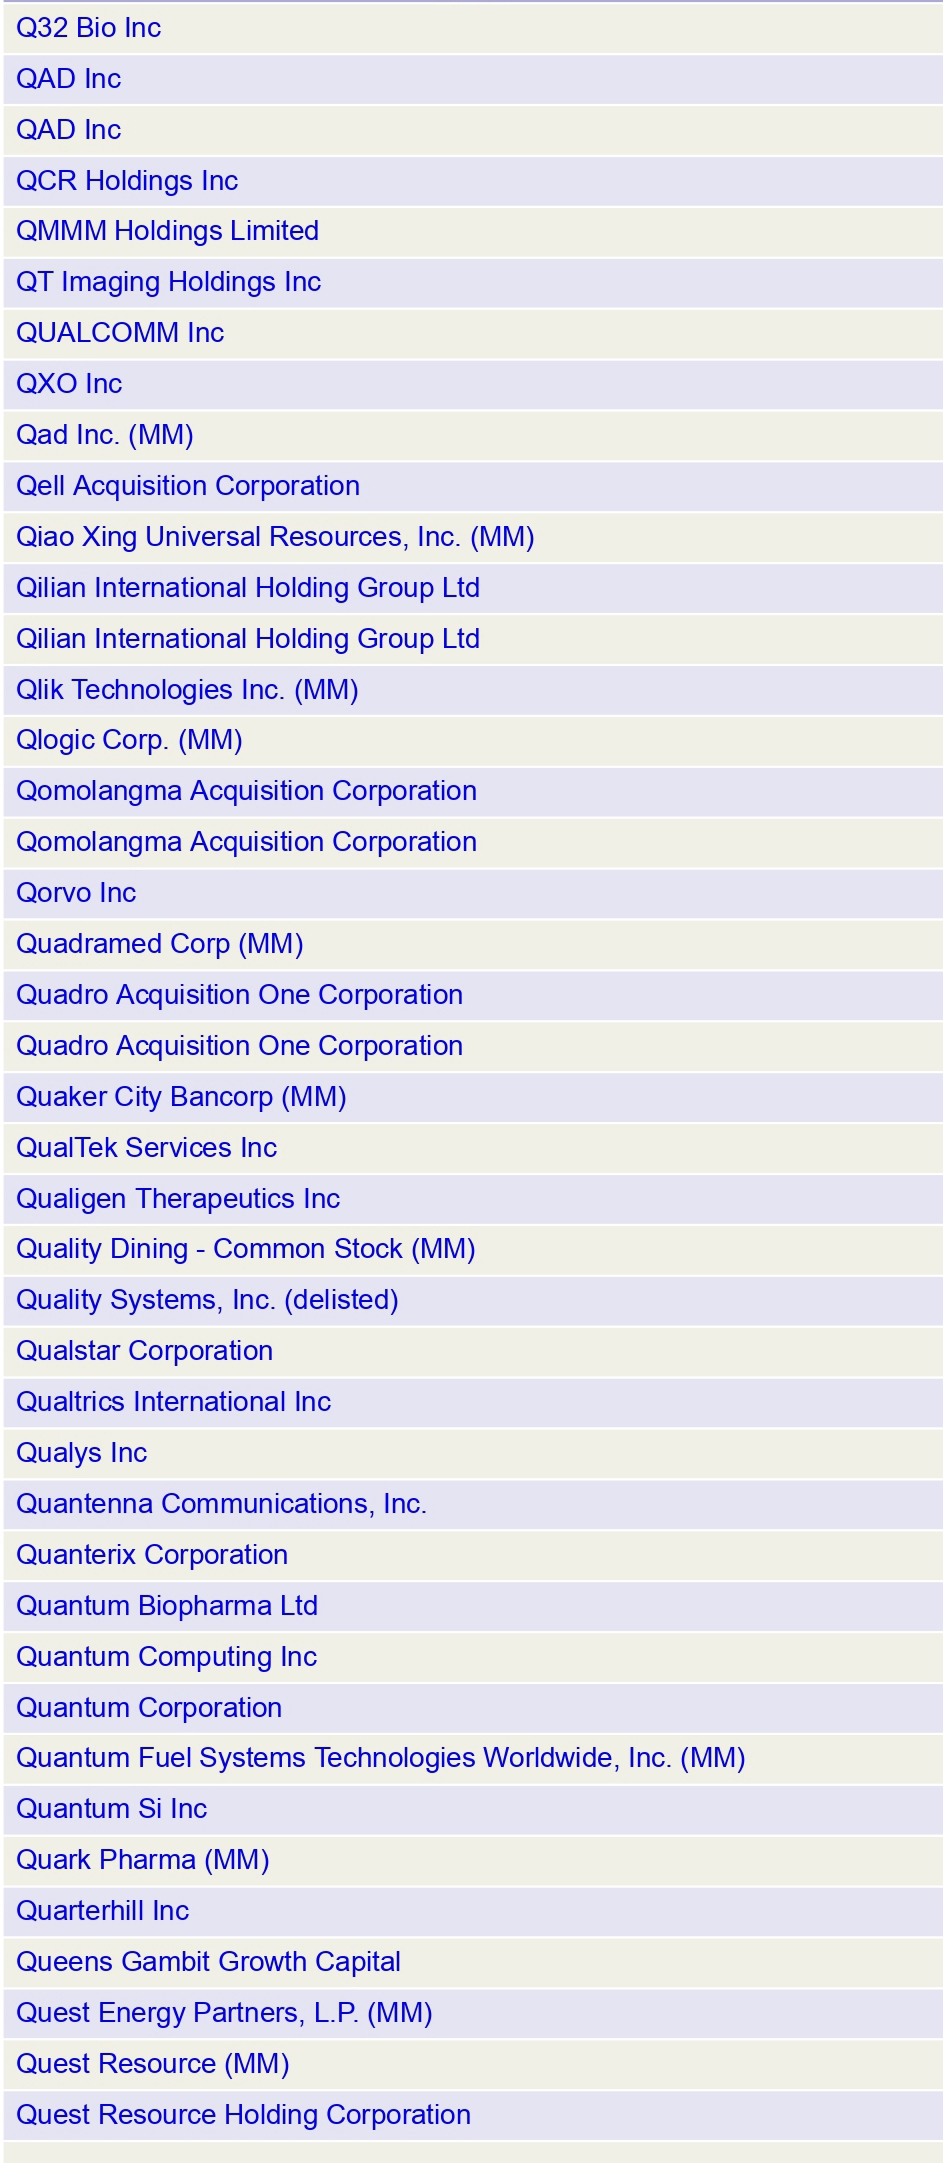 Q32 Bio Inc
QAD Inc
QAD Inc
QCR Holdings Inc
QMMM Holdings Limited
QT Imaging Holdings Inc
QUALCOMM Inc
QXO Inc
Qad Inc. (MM)
Qell Acquisition Corporation
Qiao Xing Universal Resources, Inc. (MM)
Qilian International Holding Group Ltd
Qilian International Holding Group Ltd
Qlik Technologies Inc. (MM)
Qlogic Corp. (MM)
Qomolangma Acquisition Corporation
Qomolangma Acquisition Corporation
Qorvo Inc
Quadramed Corp (MM)
Quadro Acquisition One Corporation
Quadro Acquisition One Corporation
Quaker City Bancorp (MM)
QualTek Services Inc
Qualigen Therapeutics Inc
Quality Dining - Common Stock (MM)
Quality Systems, Inc. (delisted)
Qualstar Corporation
Qualtrics International Inc
Qualys Inc
Quantenna Communications, Inc.
Quanterix Corporation
Quantum Biopharma Ltd
Quantum Computing Inc
Quantum Corporation
Quantum Fuel Systems Technologies Worldwide, Inc. (MM)
Quantum Si Inc
Quark Pharma (MM)
Quarterhill Inc
Queens Gambit Growth Capital
Quest Energy Partners, L.P. (MM)
Quest Resource (MM)
Quest Resource Holding Corporation